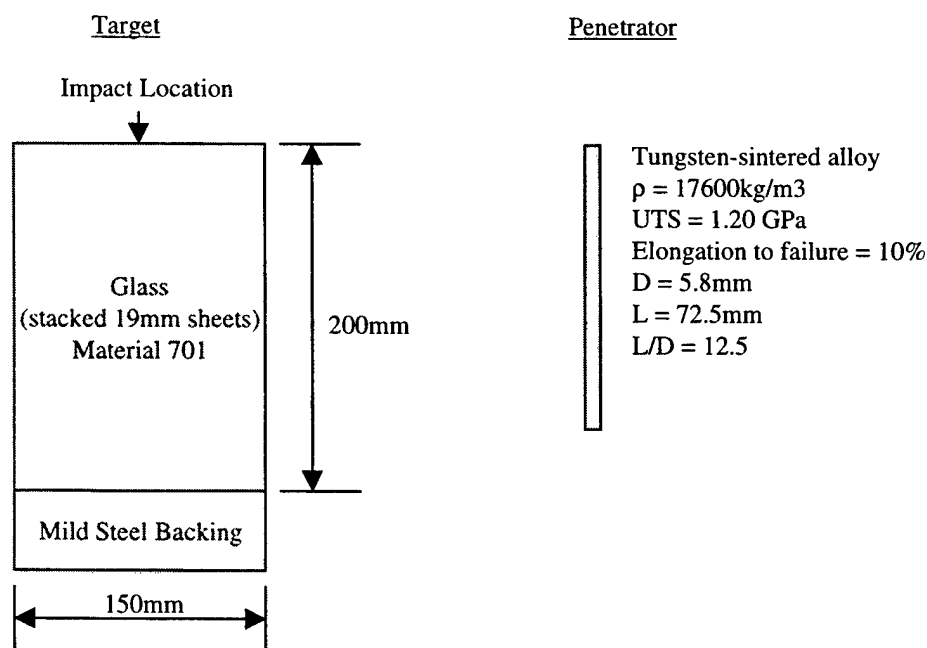 Target
Penetrator
Impact Location
Glass
(stacked 19mm sheets)
Material 701
200mm
Mild Steel Backing
150mm
Tungsten-sintered alloy
ρ = 17600kg/m3
UTS = 1.20 GPa
Elongation to failure = 10%
D = 5.8mm
L = 72.5mm
L/D = 12.5